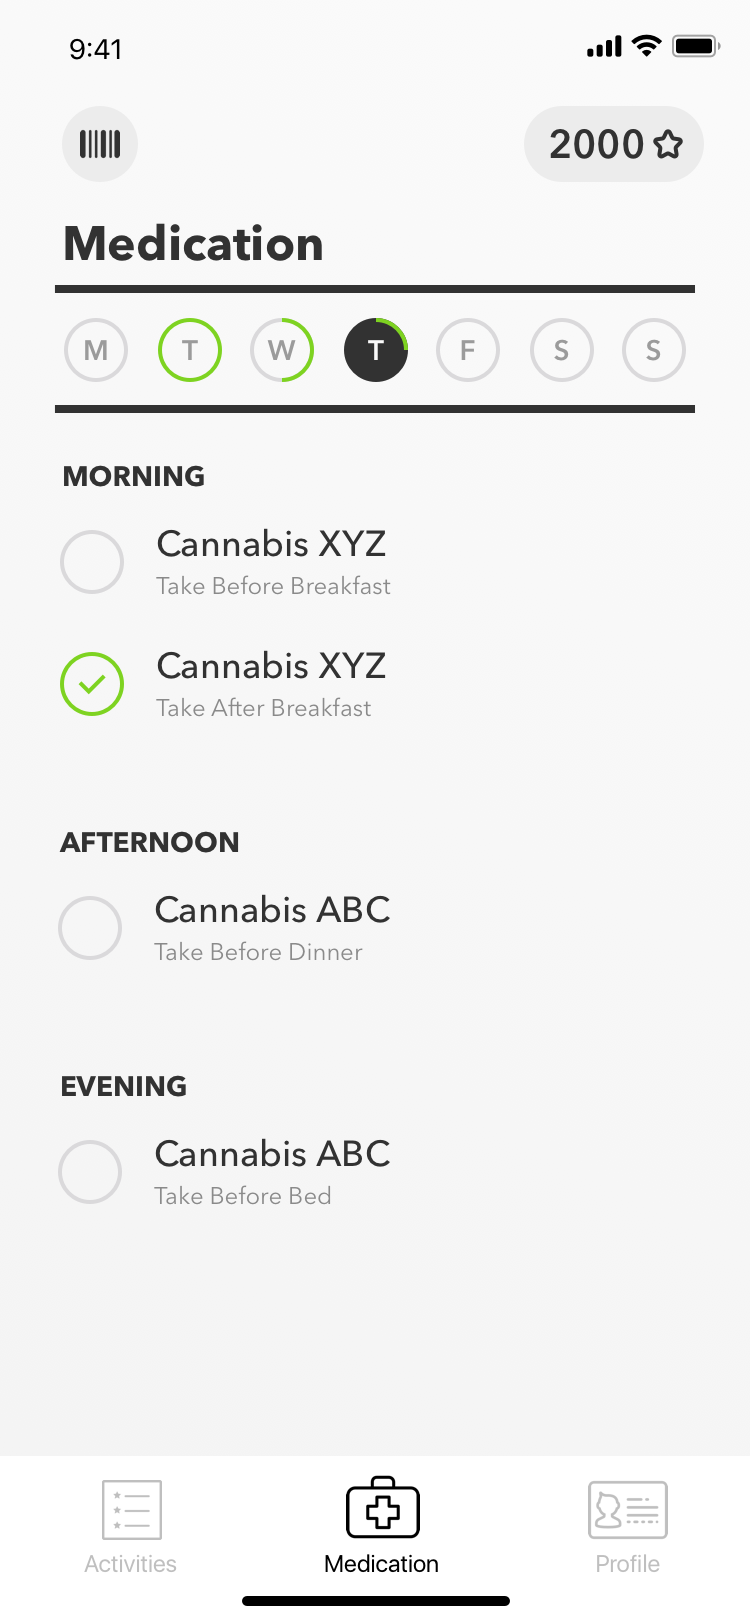 9:41
2000
Medication
M T W T F S S
MORNING
Cannabis XYZ
Take Before Breakfast
Cannabis XYZ
Take After Breakfast
AFTERNOON
Cannabis ABC
Take Before Dinner
EVENING
Cannabis ABC
Take Before Bed
Activities Medication Profile